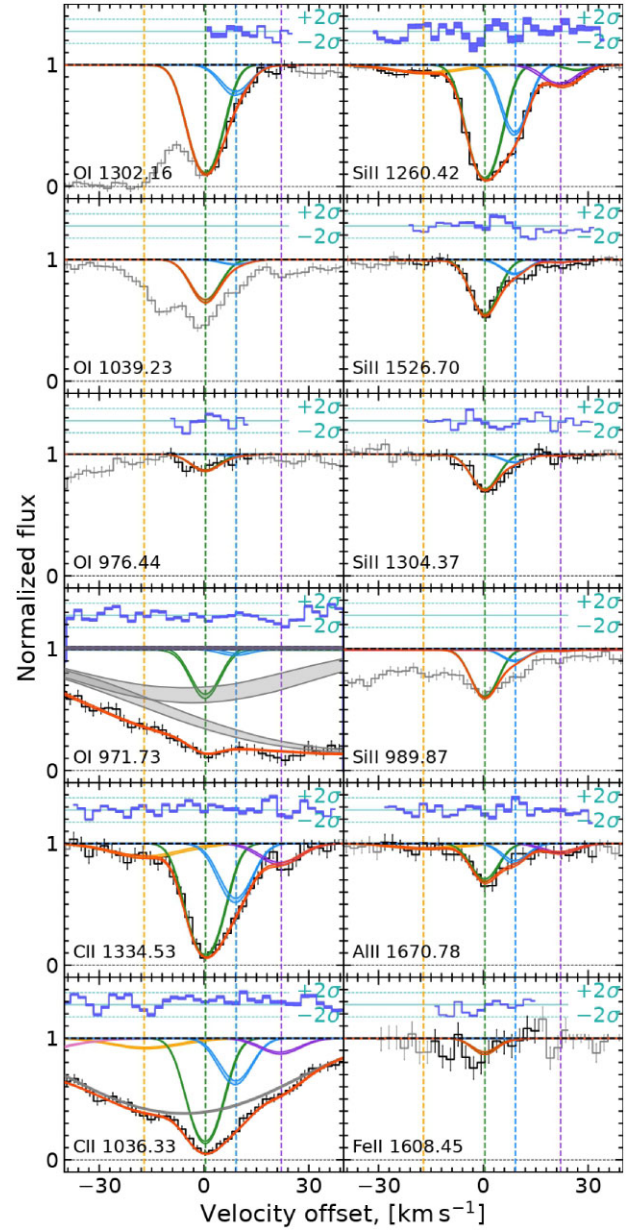 +2σ
−2σ
1
0
OI 1302.16
+2σ
−2σ
SiII 1260.42
1
0
OI 1039.23
+2σ
−2σ
+2σ
−2σ
SiII 1526.70
1
0
OI 976.44
+2σ
−2σ
+2σ
−2σ
SiII 1304.37
Normalized flux
1
0
OI 971.73
+2σ
−2σ
+2σ
−2σ
SiII 989.87
1
0
CII 1334.53
+2σ
−2σ
+2σ
−2σ
AlII 1670.78
1
0
CII 1036.33
+2σ
−2σ
+2σ
−2σ
FeII 1608.45
−30 0 30 −30 0 30
Velocity offset, [km s⁻¹]